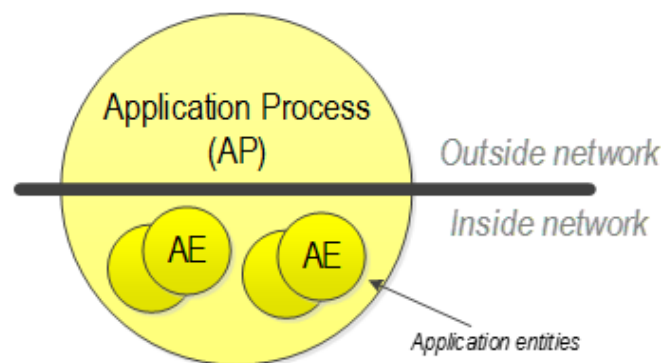 Application Process
(AP)
Outside network
Inside network
AE
AE
Application entities